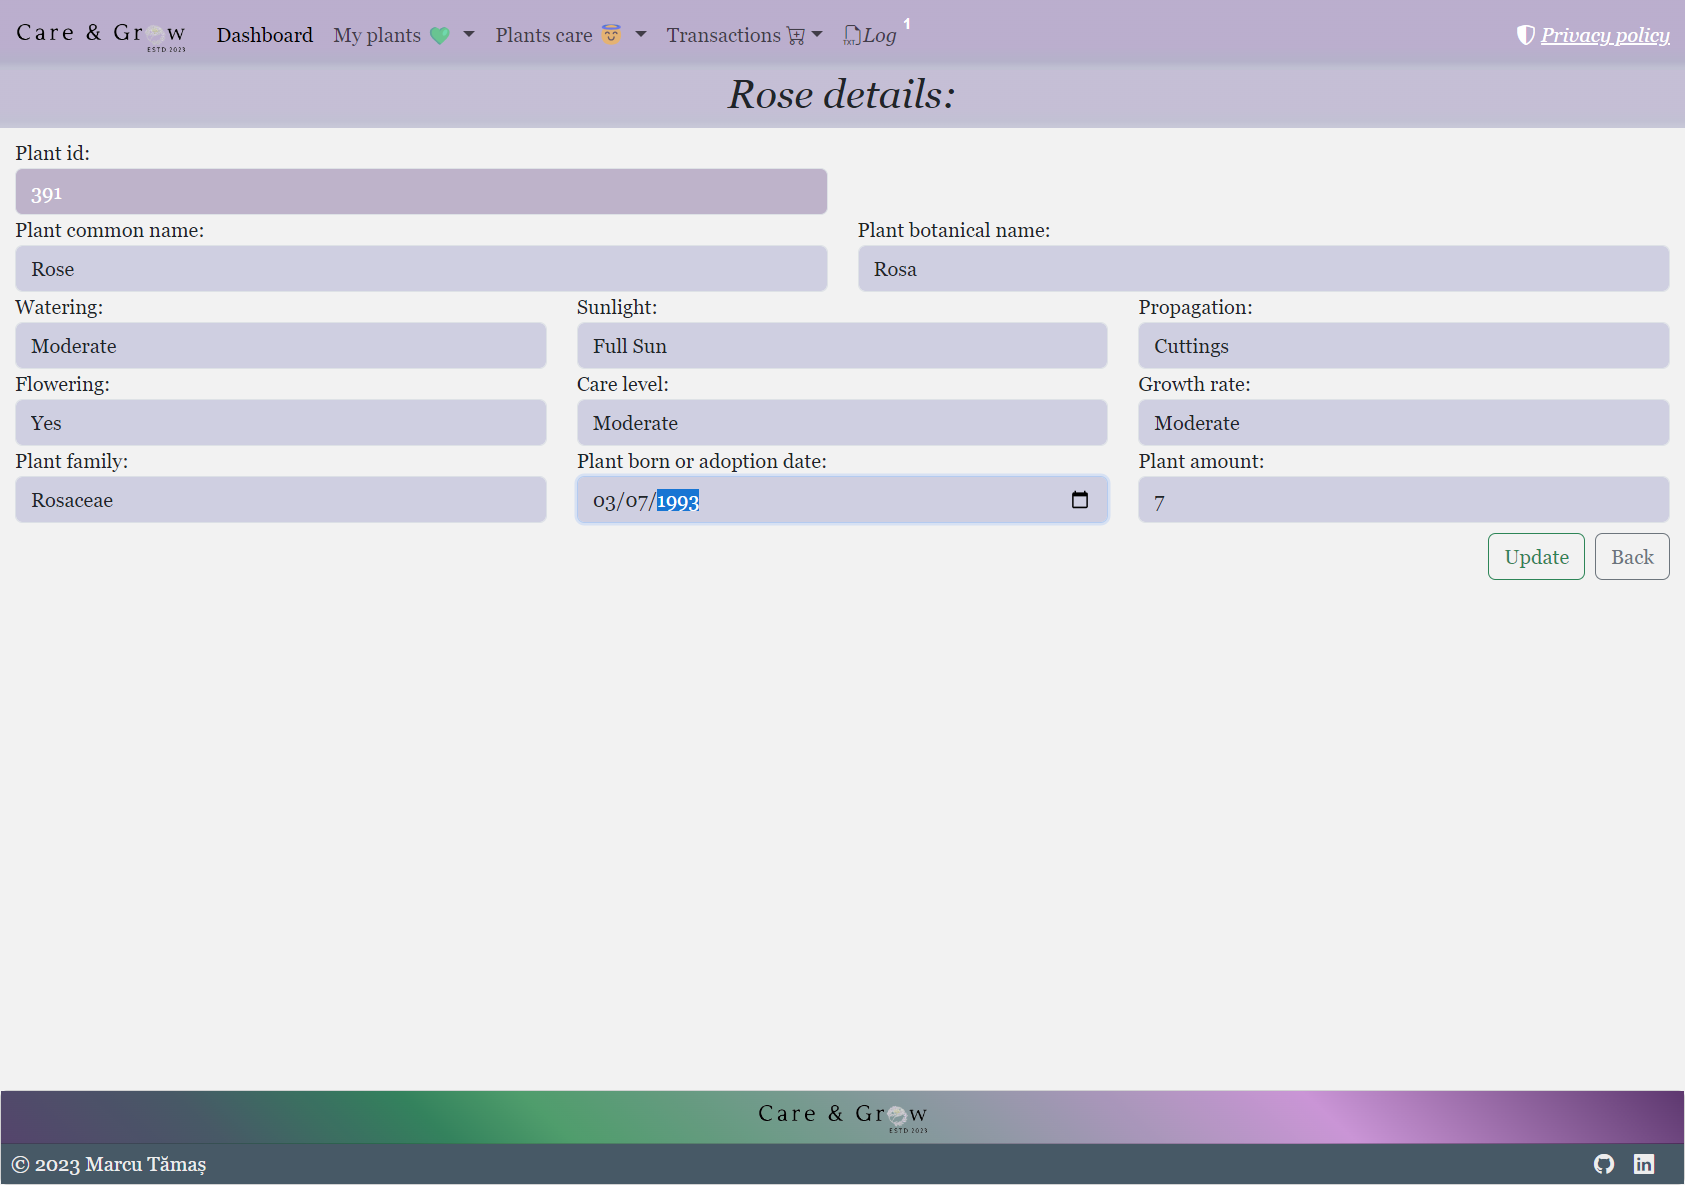 Care & Grow
ESTD 2023
Dashboard My plants Plants care Transactions TXT Log 1 Privacy policy
Rose details:
Plant id:
391
Plant common name: Plant botanical name:
Rose Rosa
Watering: Sunlight: Propagation:
Moderate Full Sun Cuttings
Flowering: Care level: Growth rate:
Yes Moderate Moderate
Plant family: Plant born or adoption date: Plant amount:
Rosaceae 03/07/1993 7
Update Back
Care & Grow
ESTD 2023
© 2023 Marcu Tămaș in